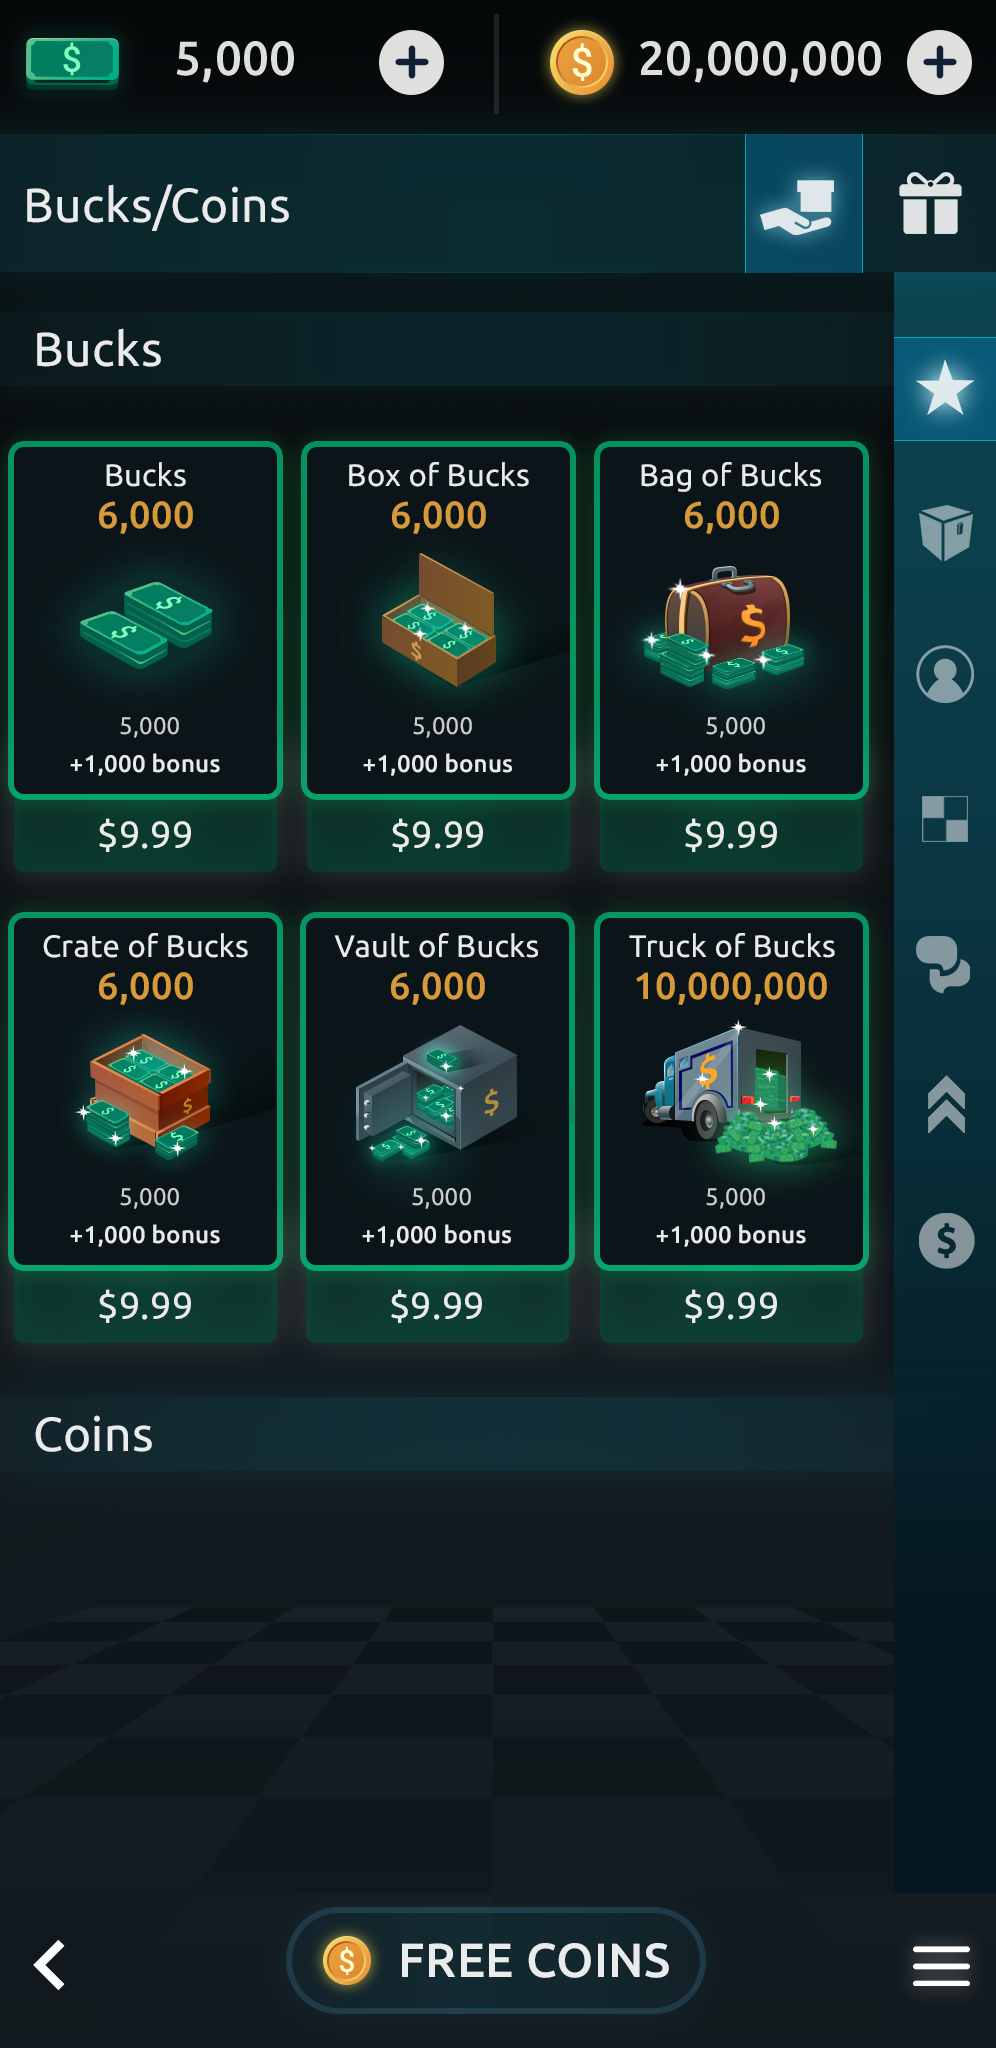 5,000
20,000,000
Bucks/Coins
Bucks
Bucks
6,000
5,000
+1,000 bonus
$9.99
Box of Bucks
6,000
5,000
+1,000 bonus
$9.99
Bag of Bucks
6,000
5,000
+1,000 bonus
$9.99
Crate of Bucks
6,000
5,000
+1,000 bonus
$9.99
Vault of Bucks
6,000
5,000
+1,000 bonus
$9.99
Truck of Bucks
10,000,000
5,000
+1,000 bonus
$9.99
Coins
FREE COINS